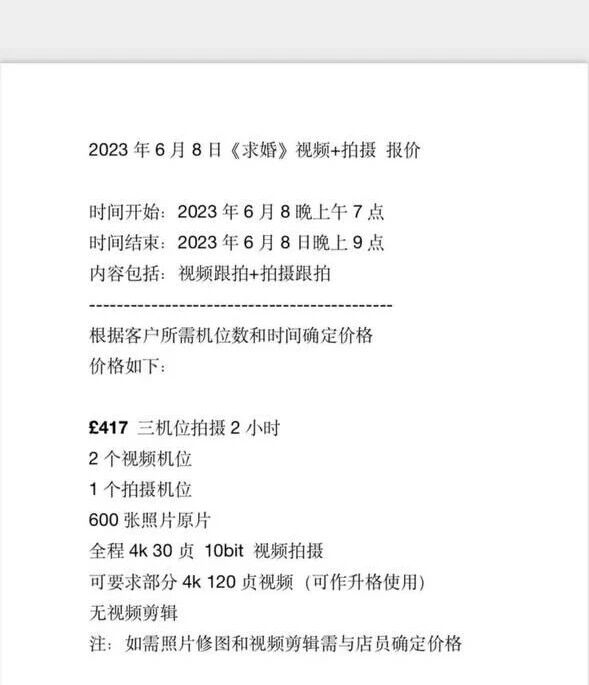 2023 年 6 月 8 日《求婚》视频+拍摄 报价
时间开始：2023 年 6 月 8 晚上午 7 点
时间结束：2023 年 6 月 8 日晚上 9 点
内容包括：视频跟拍+拍摄跟拍
--------------------------------------------
根据客户所需机位数和时间确定价格
价格如下：
£417 三机位拍摄 2 小时
2 个视频机位
1 个拍摄机位
600 张照片原片
全程 4k 30 贞 10bit 视频拍摄
可要求部分 4k 120 贞视频（可作升格使用）
无视频剪辑
注：如需照片修图和视频剪辑需与店员确定价格